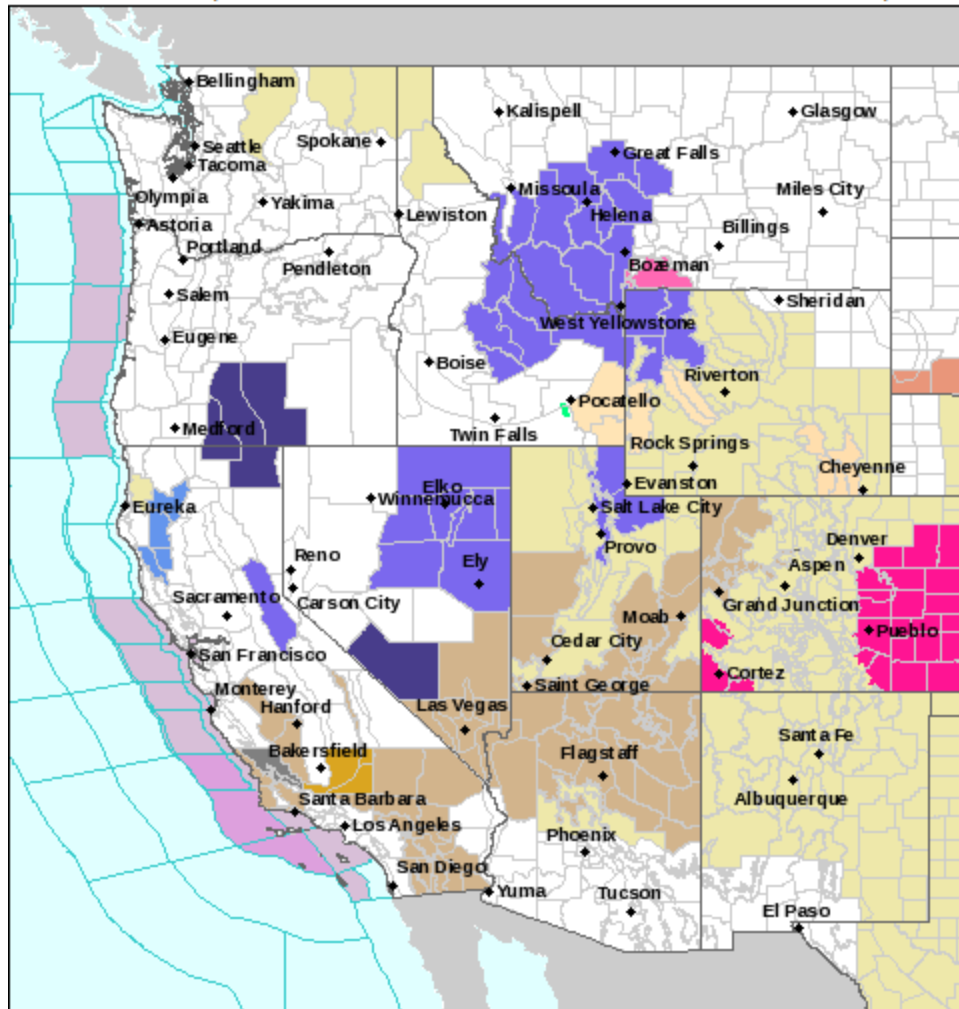 Bellingham
Kalispell
Glasgow
Seattle
Spokane
Great Falls
Tacoma
Olympia
Missoula
Miles City
Yakima
Helena
Lewiston
Astoria
Billings
Portland
Pendleton
Bozeman
Salem
Sheridan
West Yellowstone
Eugene
Boise
Riverton
Pocatello
Medford
Twin Falls
Rock Springs
Cheyenne
Elko
Winnemucca
Evanston
Eureka
Salt Lake City
Denver
Provo
Reno
Ely
Aspen
Sacramento
Carson City
Grand Junction
Moab
Pueblo
San Francisco
Cedar City
Cortez
Monterey
Saint George
Hanford
Las Vegas
Santa Fe
Bakersfield
Flagstaff
Santa Barbara
Albuquerque
Los Angeles
Phoenix
San Diego
Yuma
Tucson
El Paso